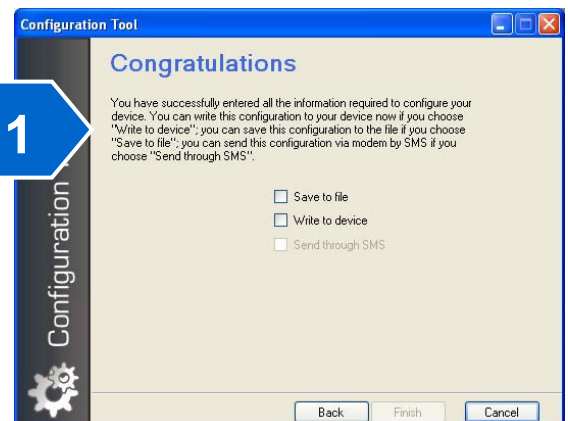 Configuration Tool
Congratulations
You have successfully entered all the information required to configure your
device. You can write this configuration to your device now if you choose
"Write to device"; you can save this configuration to the file if you choose
"Save to file"; you can send this configuration via modem by SMS if you
choose "Send through SMS".
1
Save to file
Write to device
Send through SMS
Configuration
Back
Finish
Cancel